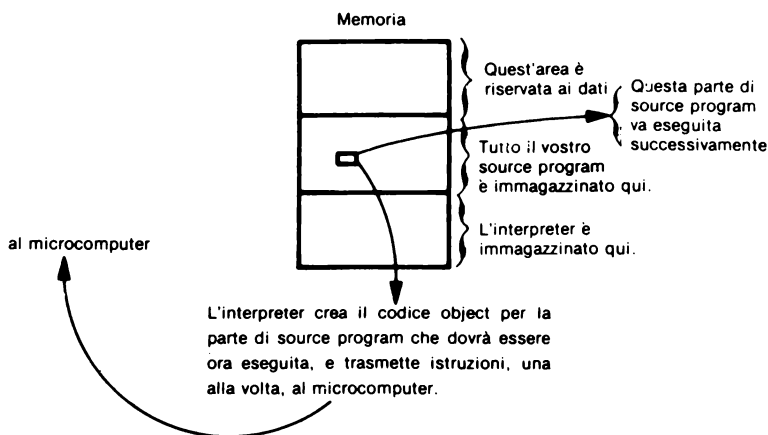 Memoria
Quest'area è
riservata ai dati
Questa parte di
source program
va eseguita
successivamente
Tutto il vostro
source program
è immagazzinato qui.
L'interpreter è
immagazzinato qui.
al microcomputer
L'interpreter crea il codice object per la
parte di source program che dovrà essere
ora eseguita, e trasmette istruzioni, una
alla volta, al microcomputer.